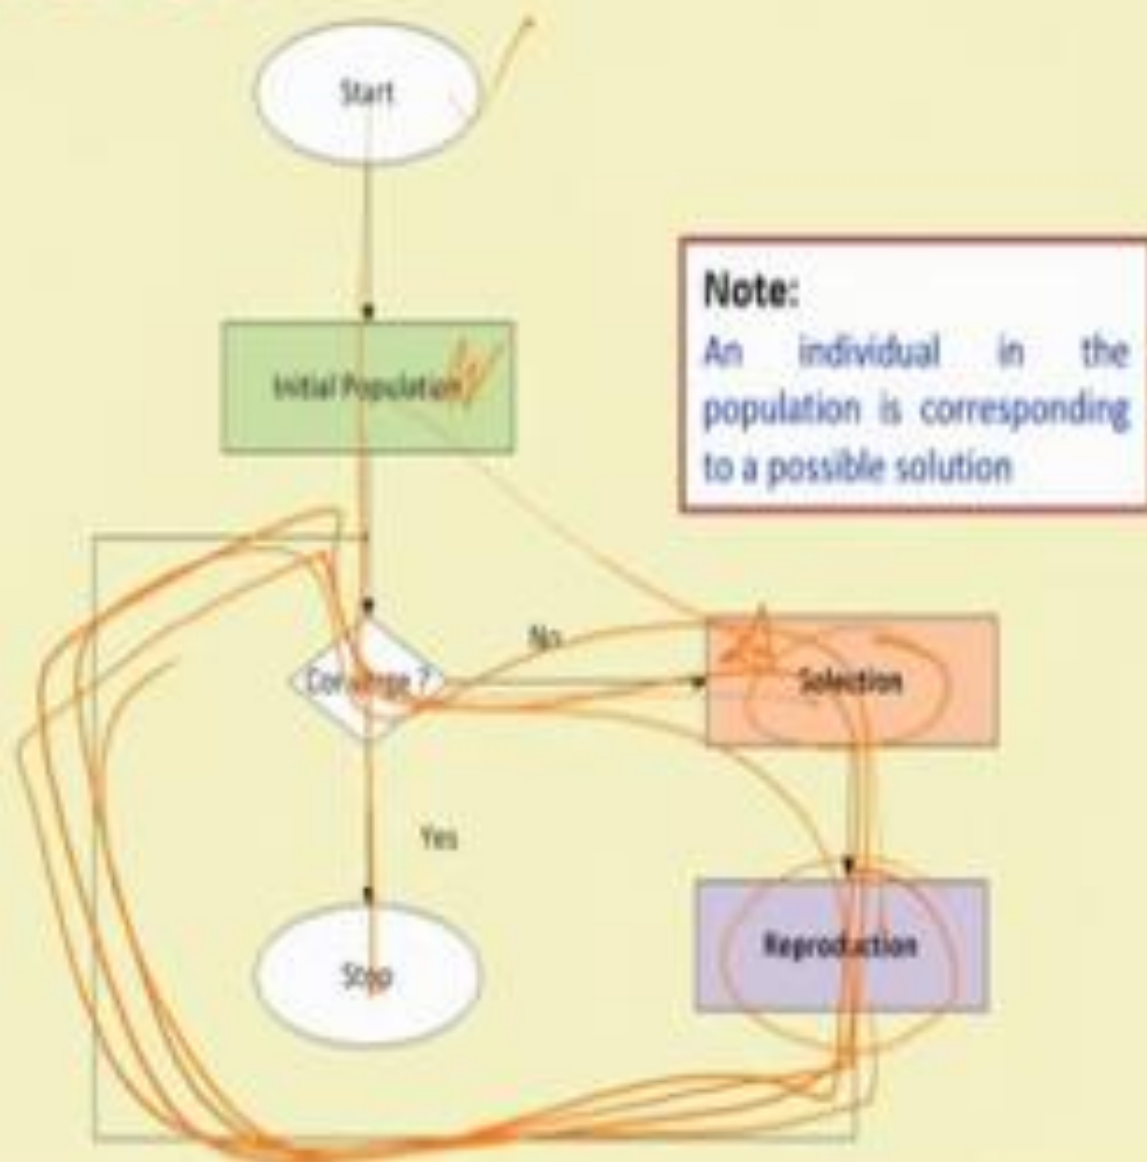 Start
Note:
An individual in the
population is corresponding
to a possible solution
Initial Population
No
Converge ?
Selection
Yes
Reproduction
Stop